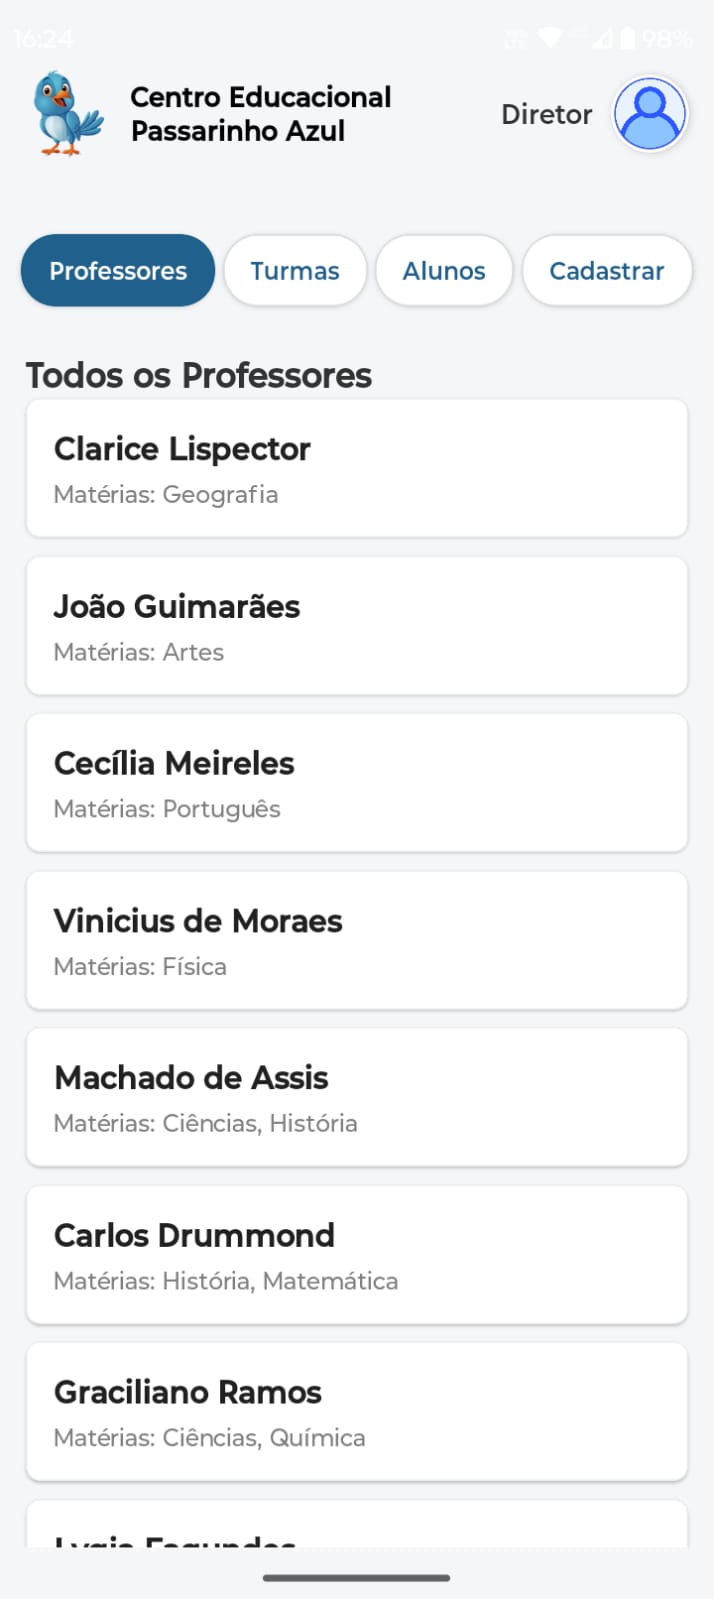 16:24
98%
Centro Educacional
Passarinho Azul
Diretor
Professores
Turmas
Alunos
Cadastrar
Todos os Professores
Clarice Lispector
Matérias: Geografia
João Guimarães
Matérias: Artes
Cecília Meireles
Matérias: Português
Vinicius de Moraes
Matérias: Física
Machado de Assis
Matérias: Ciências, História
Carlos Drummond
Matérias: História, Matemática
Graciliano Ramos
Matérias: Ciências, Química
Lygia Fagundes